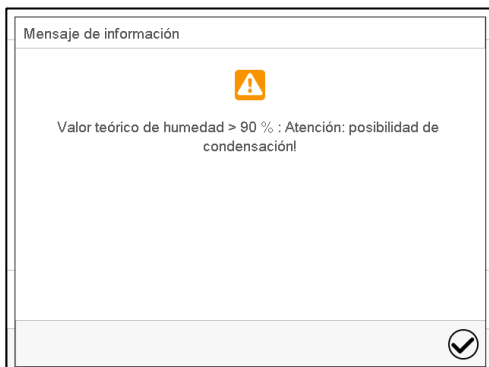 Mensaje de información
Valor teórico de humedad > 90 % : Atención: posibilidad de
condensación!